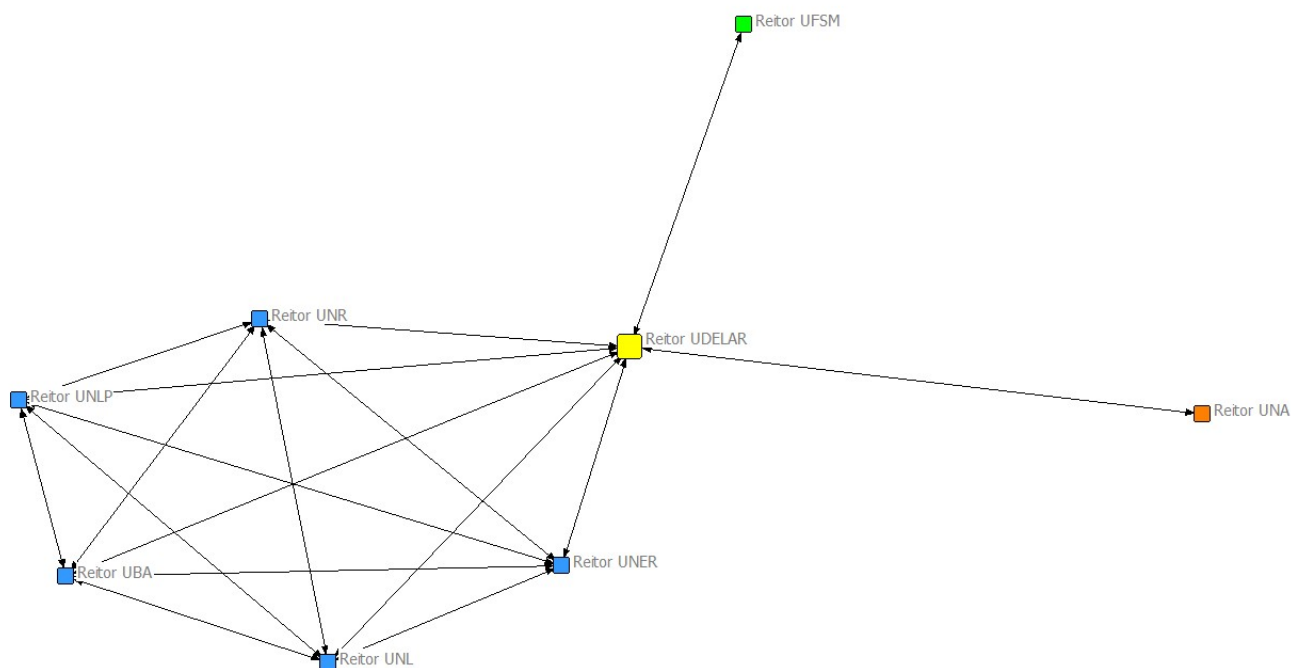 Reitor UFSM
Reitor UNR
Reitor UDELAR
Reitor UNLP
Reitor UNA
Reitor UNER
Reitor UBA
Reitor UNL